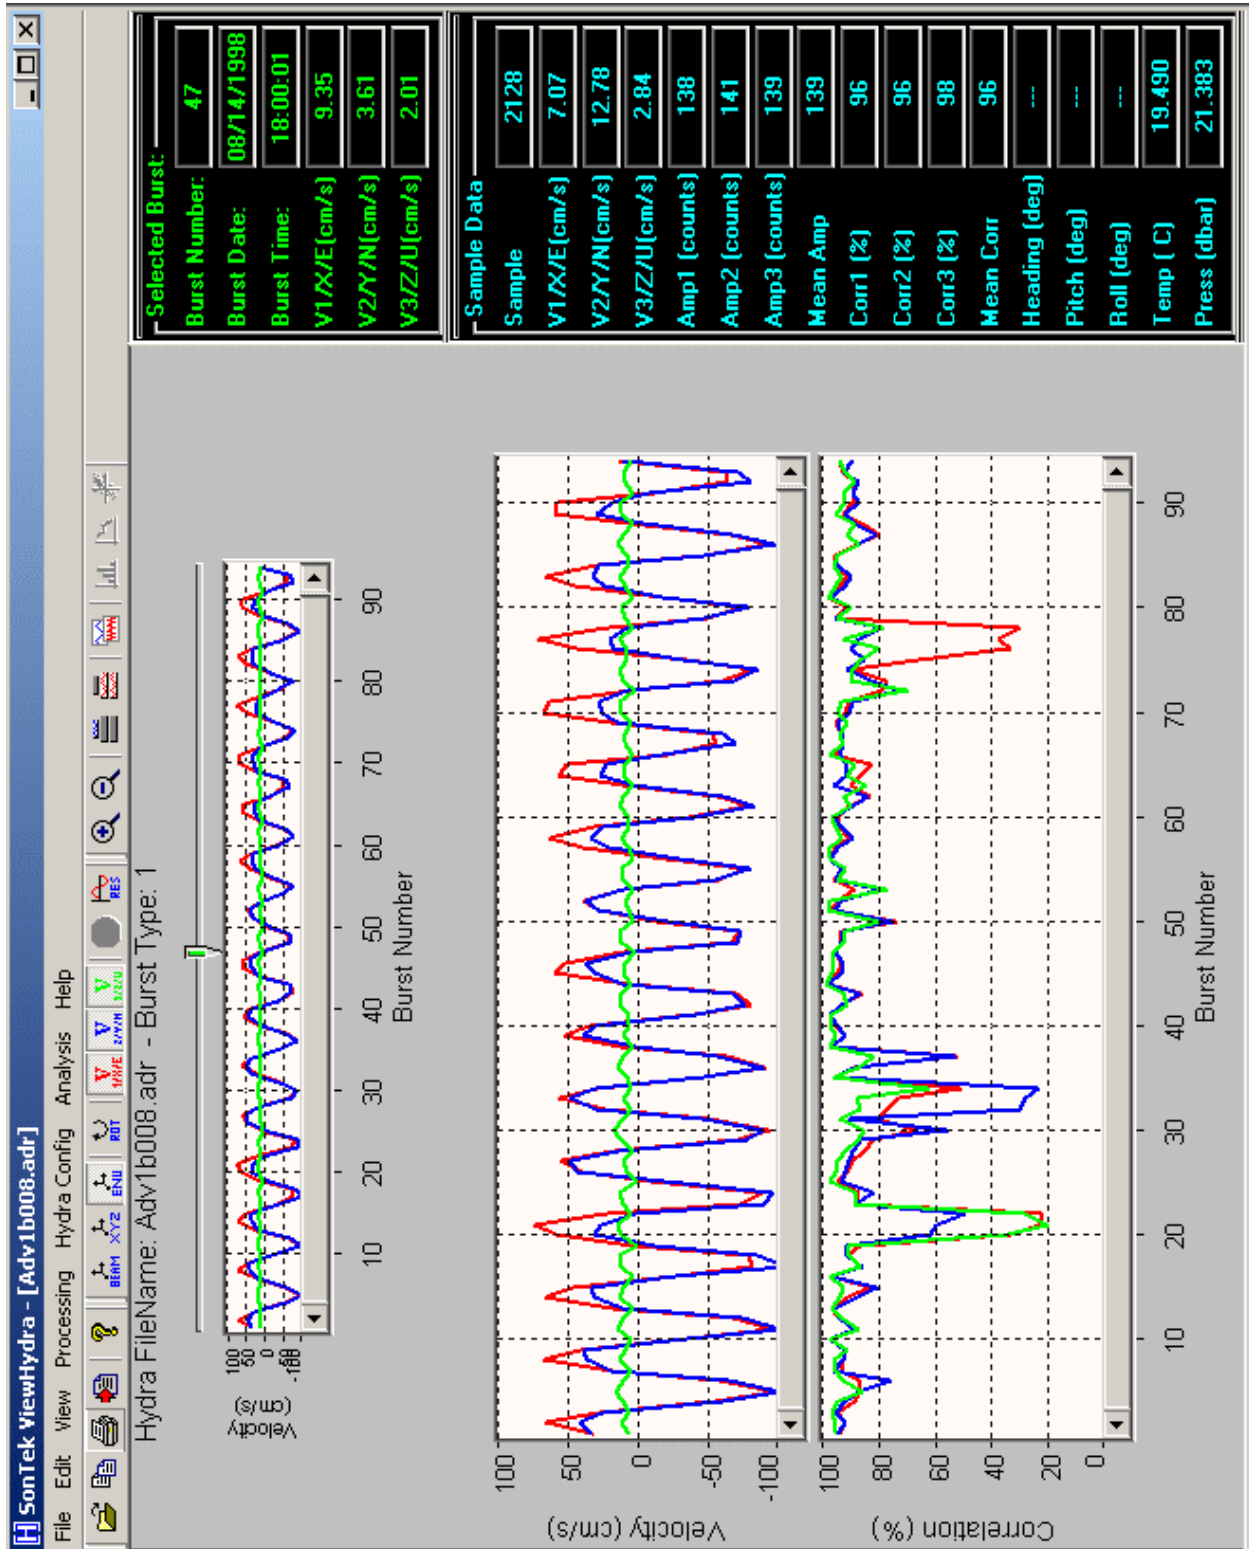 SonTek ViewHydra - [Adv1b008.adr]
File Edit View Processing Hydra Config Analysis Help
BEAM XYZ ENU ROT V 1/X/E V 2/Y/N V 3/Z/U RES
Hydra FileName: Adv1b008.adr - Burst Type: 1
Velocity
(cm/s)
100
50
0
-50
-100
10 20 30 40 50 60 70 80 90
Burst Number
Velocity (cm/s)
100
50
0
-50
-100
Correlation (%)
100
80
60
40
20
0
10 20 30 40 50 60 70 80 90
Burst Number
Selected Burst:
Burst Number: 47
Burst Date: 08/14/1998
Burst Time: 18:00:01
V1/X/E(cm/s) 9.35
V2/Y/N(cm/s) 3.61
V3/Z/U(cm/s) 2.01
Sample Data
Sample 2128
V1/X/E(cm/s) 7.07
V2/Y/N(cm/s) 12.78
V3/Z/U(cm/s) 2.84
Amp1 (counts) 138
Amp2 (counts) 141
Amp3 (counts) 139
Mean Amp 139
Corr1 (%) 96
Corr2 (%) 96
Corr3 (%) 98
Mean Corr 96
Heading (deg) ---
Pitch (deg) ---
Roll (deg) ---
Temp ( C) 19.490
Press (dbar) 21.383